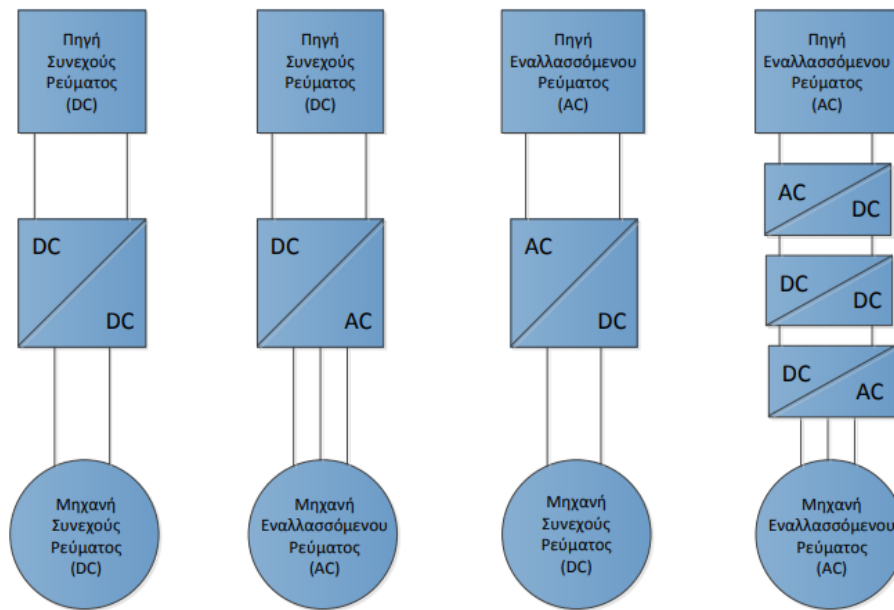 Πηγή
Συνεχούς
Ρεύματος
(DC)
DC
DC
Μηχανή
Συνεχούς
Ρεύματος
(DC)
Πηγή
Συνεχούς
Ρεύματος
(DC)
DC
AC
Μηχανή
Εναλλασσόμενου
Ρεύματος
(AC)
Πηγή
Εναλλασσόμενου
Ρεύματος
(AC)
AC
DC
Μηχανή
Συνεχούς
Ρεύματος
(DC)
Πηγή
Εναλλασσόμενου
Ρεύματος
(AC)
AC
DC
DC
DC
DC
AC
Μηχανή
Εναλλασσόμενου
Ρεύματος
(AC)